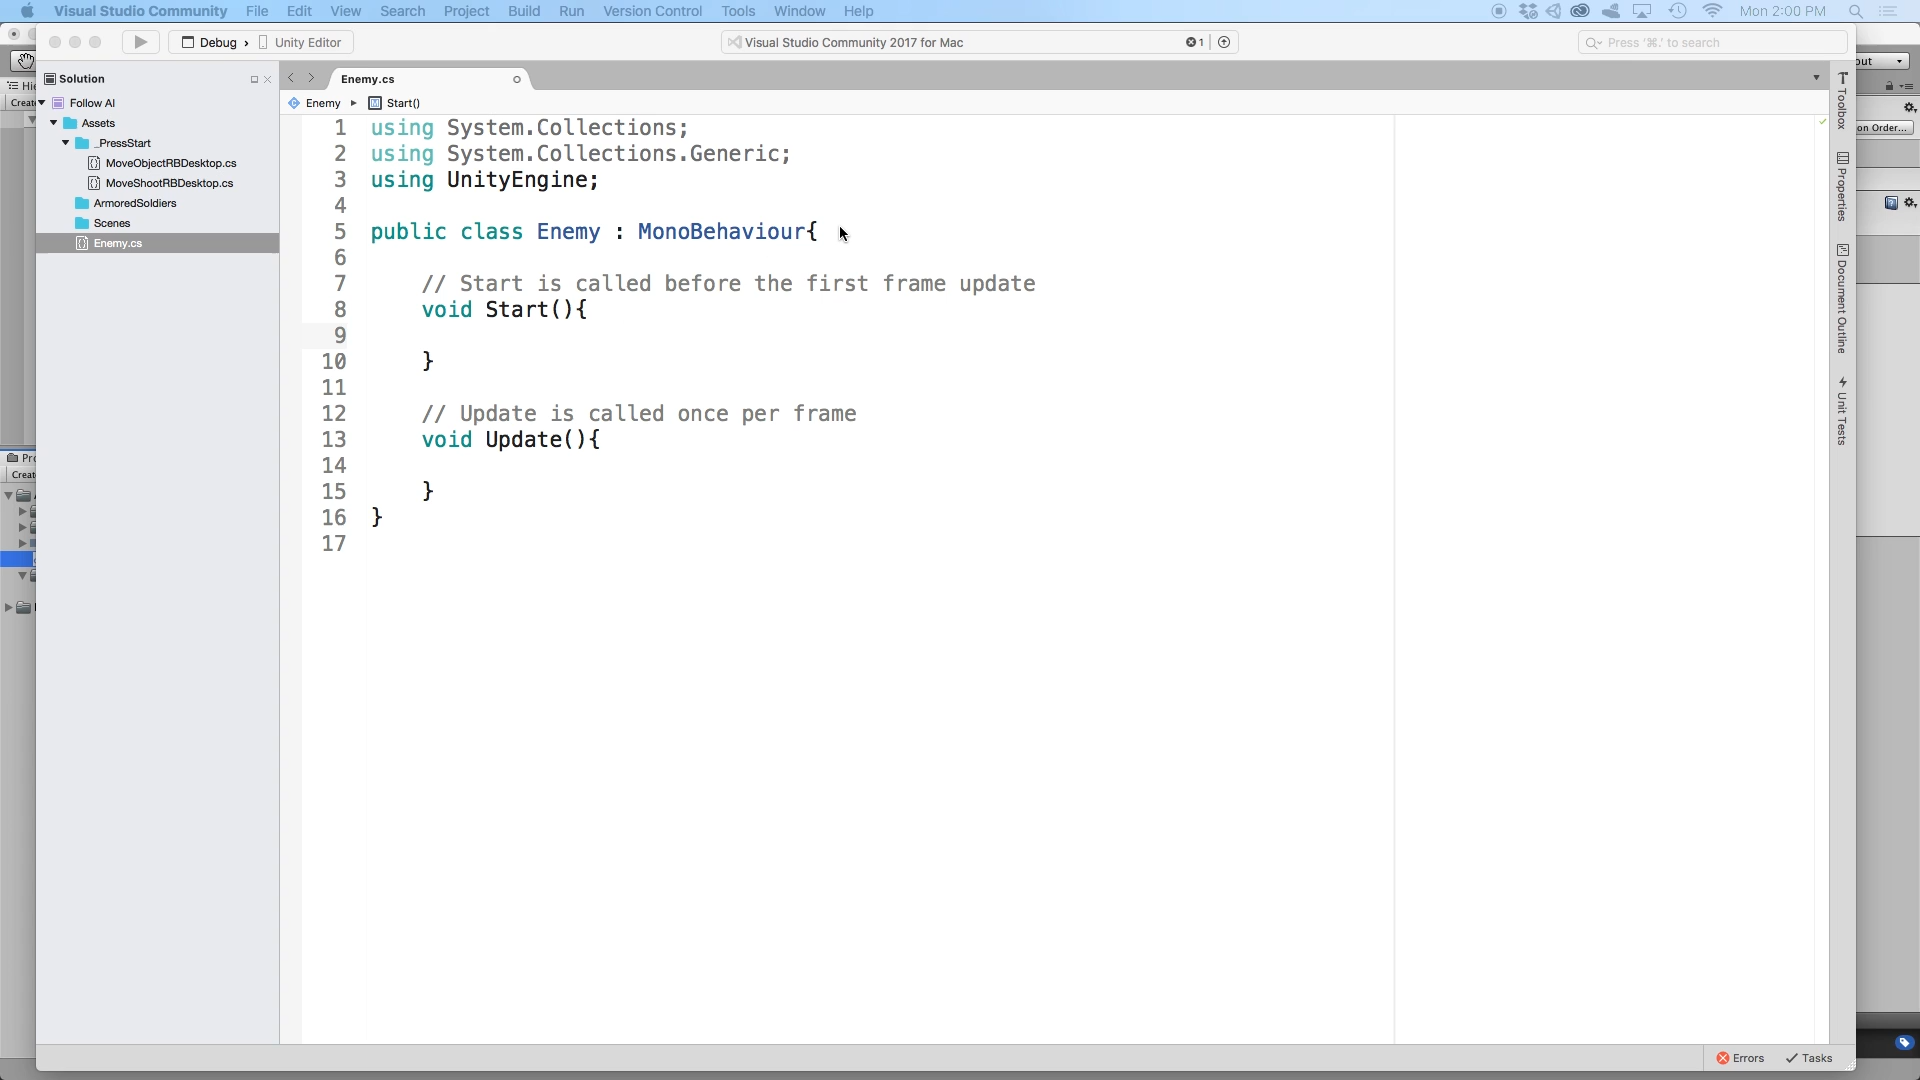 Visual Studio Community File Edit View Search Project Build Run Version Control Tools Window Help Mon 2:00 PM
Debug › Unity Editor Visual Studio Community 2017 for Mac 1 Press '⌘.' to search
Solution
Follow AI
Assets
_PressStart
MoveObjectRBDesktop.cs
MoveShootRBDesktop.cs
ArmoredSoldiers
Scenes
Enemy.cs
Enemy.cs
Enemy ▸ Start()
1 using System.Collections;
2 using System.Collections.Generic;
3 using UnityEngine;
4
5 public class Enemy : MonoBehaviour{
6
7 // Start is called before the first frame update
8 void Start(){
9
10 }
11
12 // Update is called once per frame
13 void Update(){
14
15 }
16 }
17
Toolbox
Properties
Document Outline
Unit Tests
on Order...
Errors Tasks